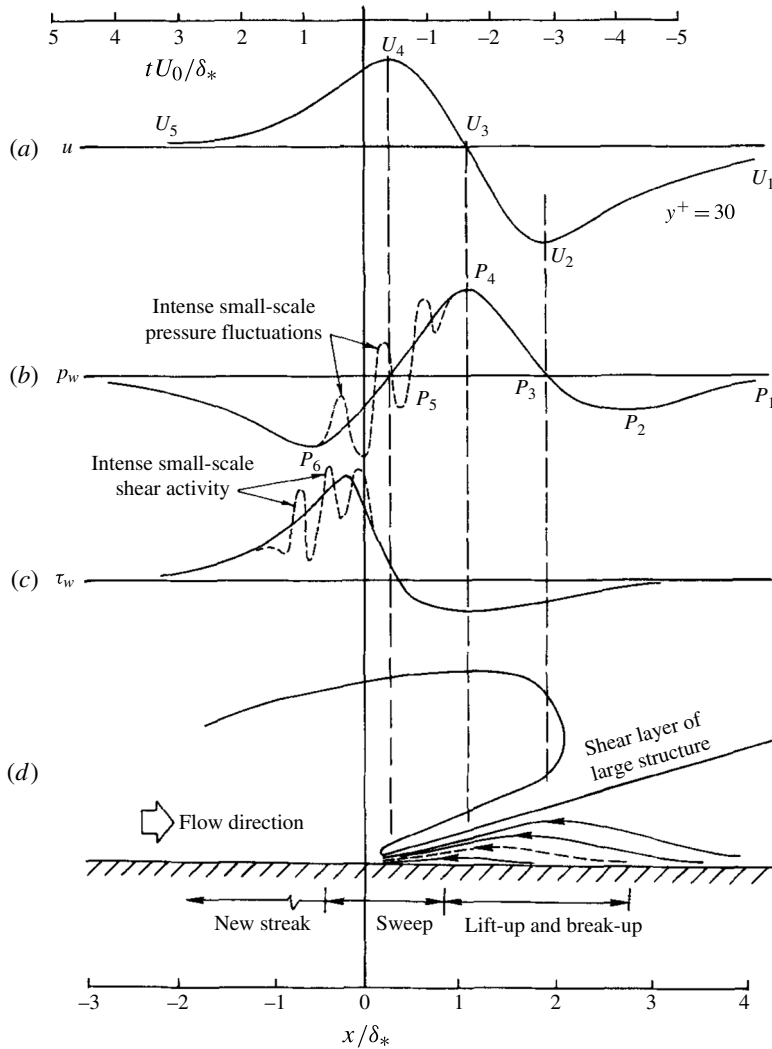 5 4 3 2 1 –1 –2 –3 –4 –5
tU₀/δ*
U₄
U₅ U₃
(a) u
U₁
y⁺ = 30
U₂
P₄
Intense small-scale
pressure fluctuations
(b) p_w
P₅ P₃ P₁
P₂
P₆
Intense small-scale
shear activity
(c) τ_w
Shear layer of
large structure
(d)
Flow direction
New streak Sweep Lift-up and break-up
–3 –2 –1 0 1 2 3 4
x/δ*